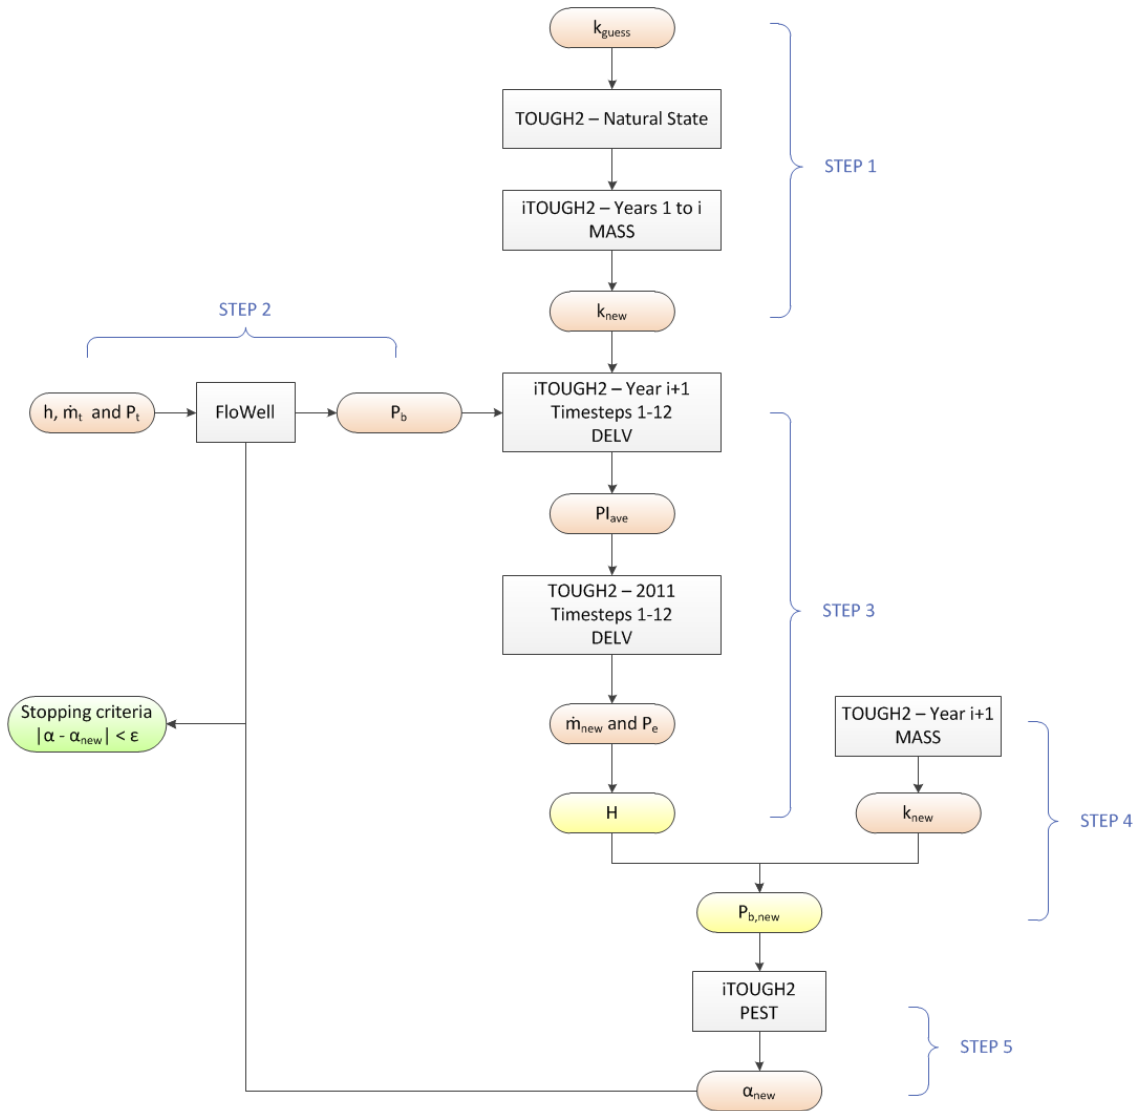 k_guess
TOUGH2 – Natural State
STEP 1
iTOUGH2 – Years 1 to i
MASS
k_new
STEP 2
h, ṁ_t and P_t
FloWell
P_b
iTOUGH2 – Year i+1
Timesteps 1-12
DELV
PI_ave
TOUGH2 – 2011
Timesteps 1-12
DELV
STEP 3
Stopping criteria
|α - α_new| < ε
ṁ_new and P_e
TOUGH2 – Year i+1
MASS
H
k_new
STEP 4
P_b,new
iTOUGH2
PEST
STEP 5
α_new